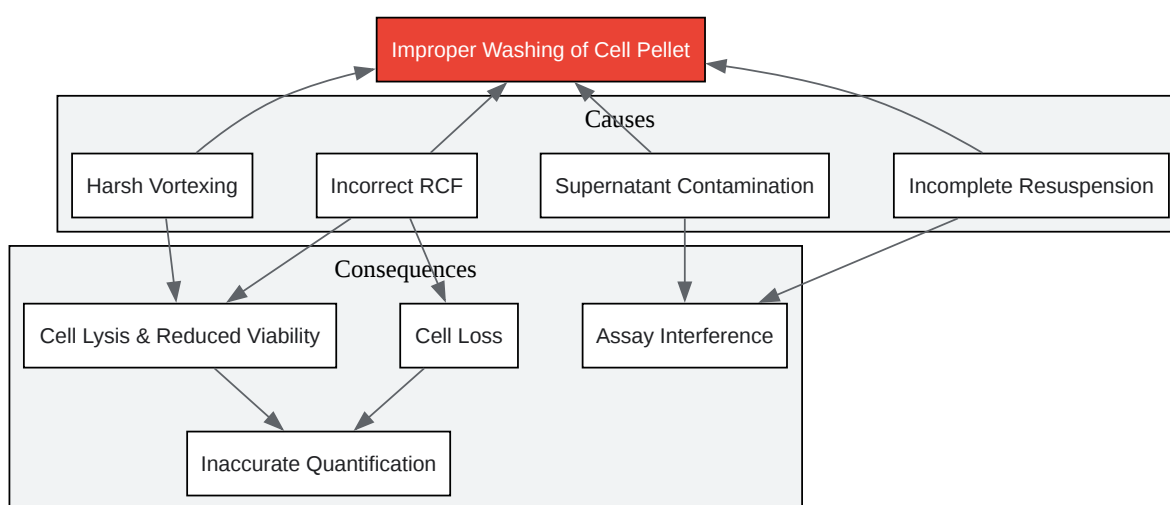 Improper Washing of Cell Pellet
Causes
Harsh Vortexing
Incorrect RCF
Supernatant Contamination
Incomplete Resuspension
Consequences
Cell Lysis & Reduced Viability
Cell Loss
Assay Interference
Inaccurate Quantification